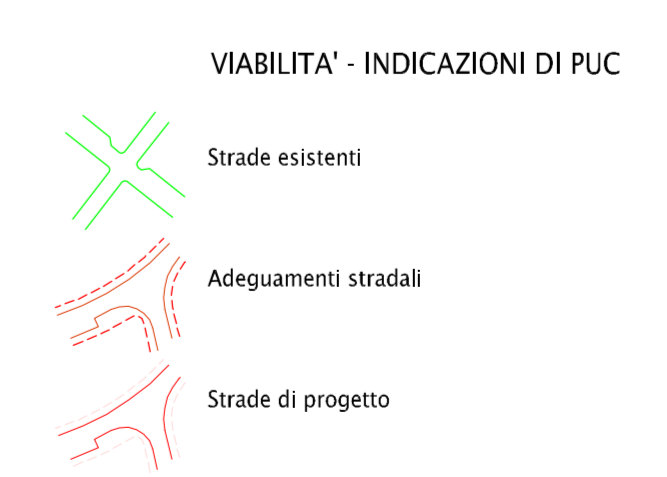 VIABILITA' - INDICAZIONI DI PUC
Strade esistenti
Adeguamenti stradali
Strade di progetto